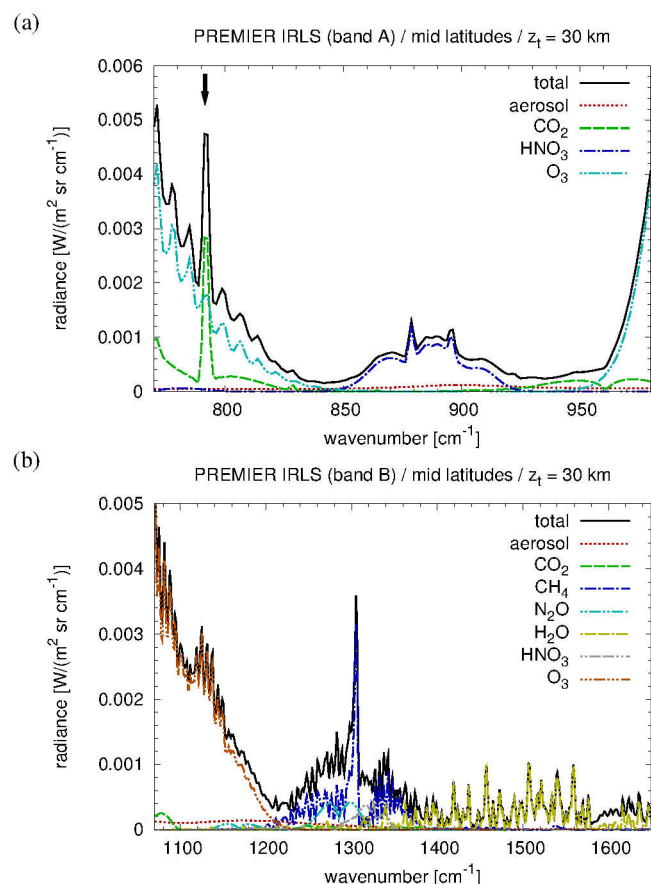 (a)
PREMIER IRLS (band A) / mid latitudes / z_t = 30 km
radiance [W/(m² sr cm⁻¹)]
0.006
0.005
0.004
0.003
0.002
0.001
0
total
aerosol
CO₂
HNO₃
O₃
800
850
900
950
wavenumber [cm⁻¹]
(b)
PREMIER IRLS (band B) / mid latitudes / z_t = 30 km
radiance [W/(m² sr cm⁻¹)]
0.005
0.004
0.003
0.002
0.001
0
total
aerosol
CO₂
CH₄
N₂O
H₂O
HNO₃
O₃
1100
1200
1300
1400
1500
1600
wavenumber [cm⁻¹]